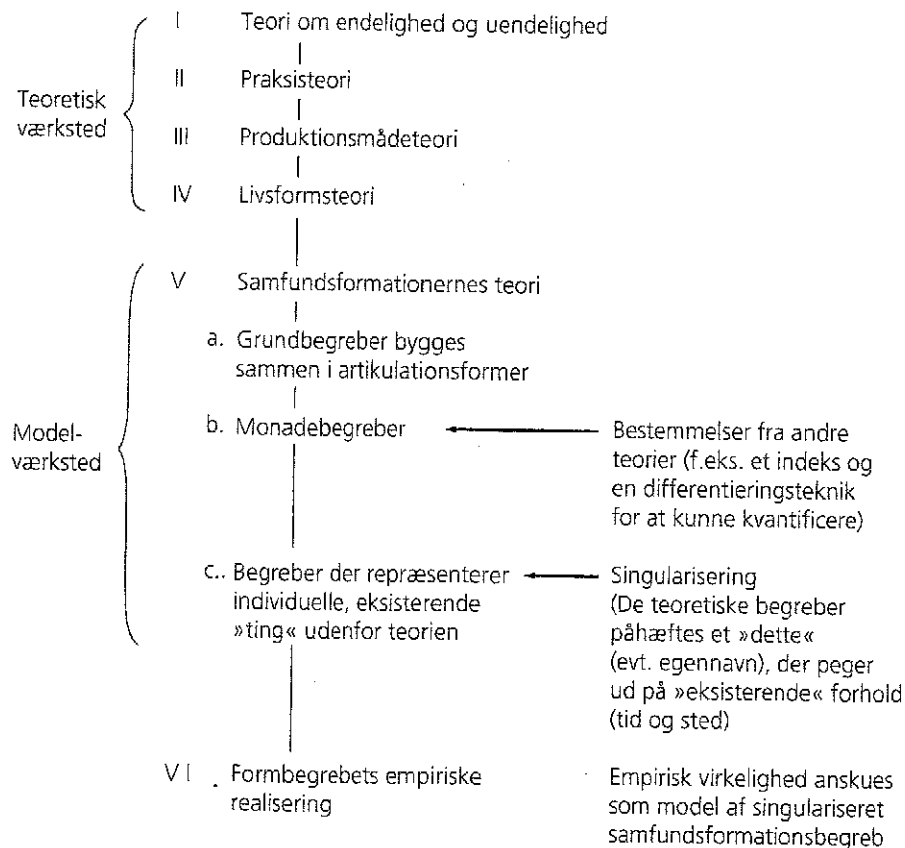 I Teori om endelighed og uendelighed
II Praksisteori
Teoretisk
værksted
III Produktionsmådeteori
IV Livsformsteori
V Samfundsformationernes teori
a. Grundbegreber bygges
sammen i artikulationsformer
Model-
værksted
b. Monadebegreber
Bestemmelser fra andre
teorier (f.eks. et indeks og
en differentieringsteknik
for at kunne kvantificere)
c.. Begreber der repræsenterer
individuelle, eksisterende
»ting« udenfor teorien
Singularisering
(De teoretiske begreber
påhæftes et »dette«
(evt. egennavn), der peger
ud på »eksisterende« forhold
(tid og sted)
VI . Formbegrebets empiriske
realisering
Empirisk virkelighed anskues
som model af singulariseret
samfundsformationsbegreb